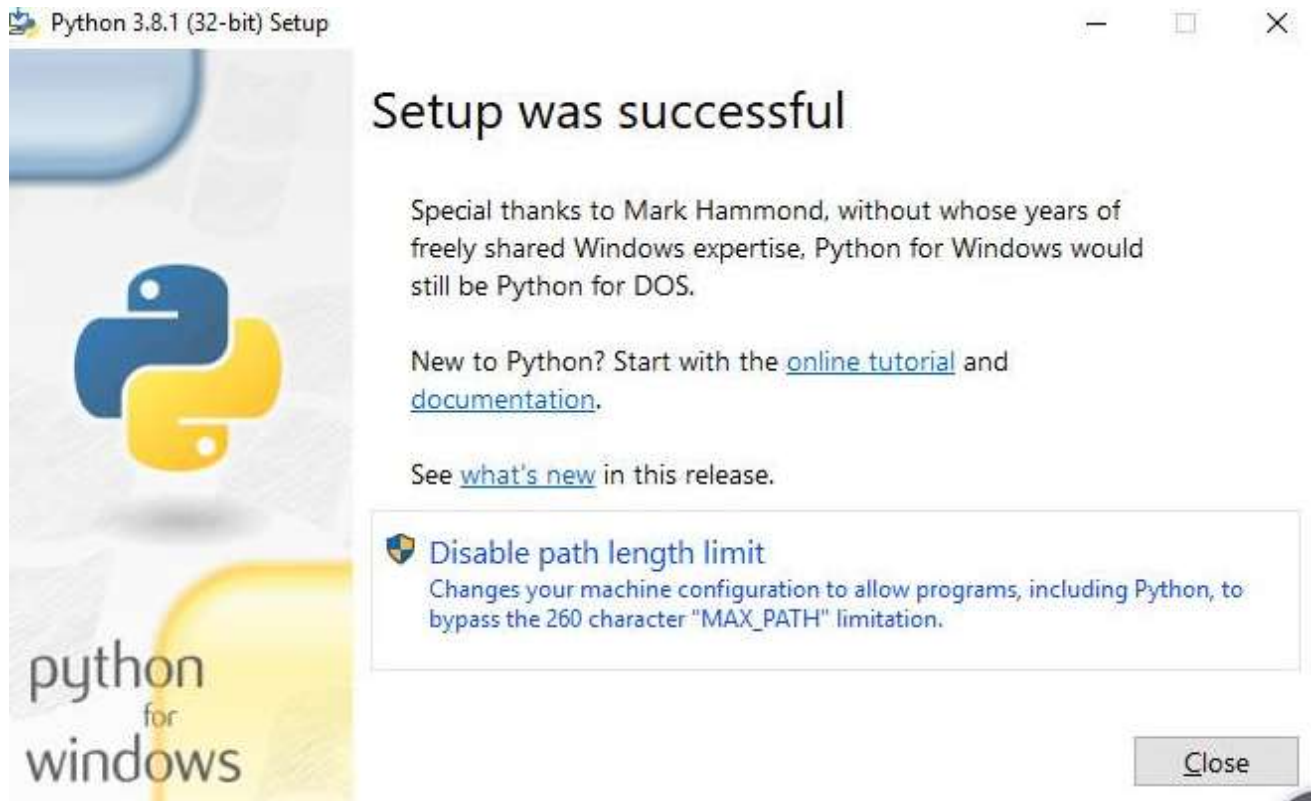 Python 3.8.1 (32-bit) Setup
Setup was successful
Special thanks to Mark Hammond, without whose years of
freely shared Windows expertise, Python for Windows would
still be Python for DOS.
New to Python? Start with the online tutorial and
documentation.
See what's new in this release.
Disable path length limit
Changes your machine configuration to allow programs, including Python, to
bypass the 260 character "MAX_PATH" limitation.
python
for
windows
Close